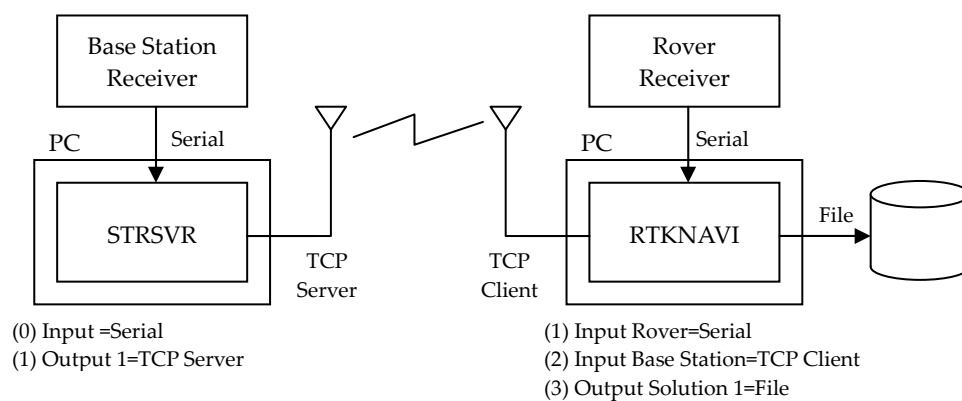 Base Station
Receiver
Rover
Receiver
PC
Serial
PC
Serial
STRSVR
RTKNAVI
File
TCP
Server
TCP
Client
(0) Input =Serial
(1) Output 1=TCP Server
(1) Input Rover=Serial
(2) Input Base Station=TCP Client
(3) Output Solution 1=File